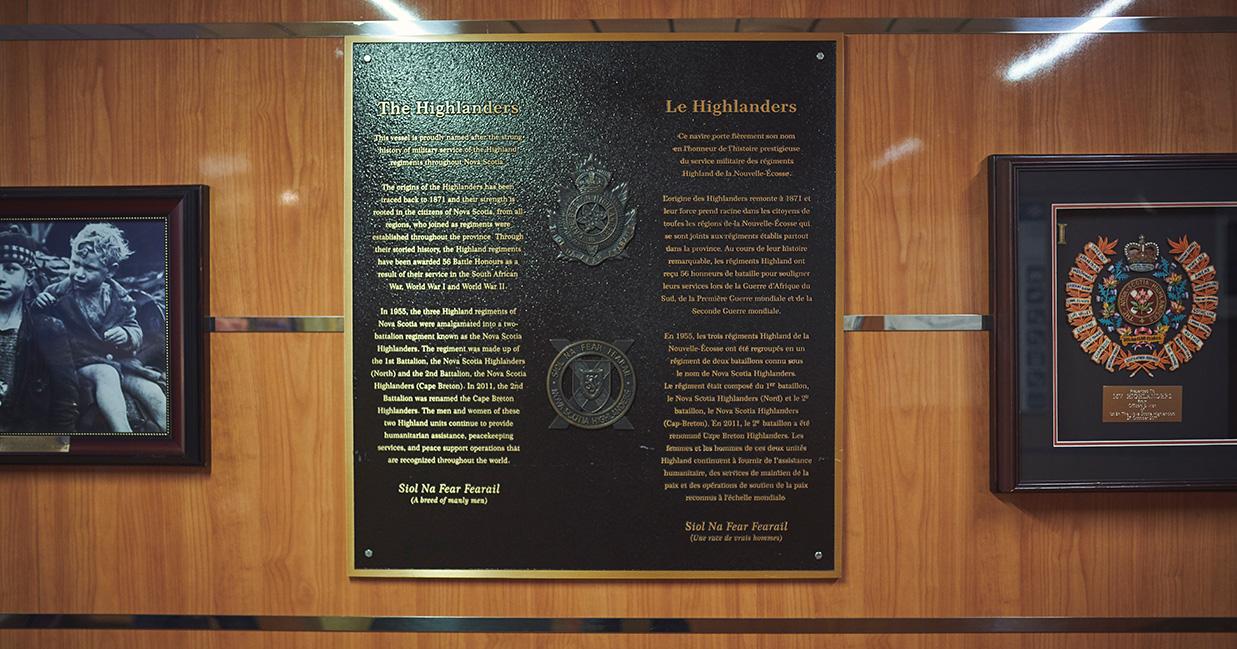 The Highlanders
This vessel is proudly named after the strong
history of military service of the Highland
regiments throughout Nova Scotia.
The origins of the Highlanders has been
traced back to 1871 and their strength is
rooted in the citizens of Nova Scotia, from all
regions, who joined as regiments were
established throughout the province. Through
their storied history, the Highland regiments
have been awarded 56 Battle Honours as a
result of their service in the South African
War, World War I and World War II.
In 1955, the three Highland regiments of
Nova Scotia were amalgamated into a two-
battalion regiment known as the Nova Scotia
Highlanders. The regiment was made up of
the 1st Battalion, the Nova Scotia Highlanders
(North) and the 2nd Battalion, the Nova Scotia
Highlanders (Cape Breton). In 2011, the 2nd
Battalion was renamed the Cape Breton
Highlanders. The men and women of these
two Highland units continue to provide
humanitarian assistance, peacekeeping
services, and peace support operations that
are recognized throughout the world.
Siol Na Fear Fearail
(A breed of manly men)
SIOL NA FEAR FEARAIL
NOVA SCOTIA HIGHLANDERS
Le Highlanders
Ce navire porte fièrement son nom
en l'honneur de l'histoire prestigieuse
du service militaire des régiments
Highland de la Nouvelle-Écosse.
L'origine des Highlanders remonte à 1871 et
leur force prend racine dans les citoyens de
toutes les régions de la Nouvelle-Écosse qui
se sont joints aux régiments établis partout
dans la province. Au cours de leur histoire
remarquable, les régiments Highland ont
reçu 56 honneurs de bataille pour souligner
leurs services lors de la Guerre d'Afrique du
Sud, de la Première Guerre mondiale et de la
Seconde Guerre mondiale.
En 1955, les trois régiments Highland de la
Nouvelle-Écosse ont été regroupés en un
régiment de deux bataillons connu sous
le nom de Nova Scotia Highlanders.
Le régiment était composé du 1er bataillon,
le Nova Scotia Highlanders (Nord) et le 2e
bataillon, le Nova Scotia Highlanders
(Cap-Breton). En 2011, le 2e bataillon a été
renommé Cape Breton Highlanders. Les
femmes et les hommes de ces deux unités
Highland continuent à fournir de l'assistance
humanitaire, des services de maintien de la
paix et des opérations de soutien de la paix
reconnus à l'échelle mondiale
Siol Na Fear Fearail
(Une race de vrais hommes)
I
Presented To
MV HIGHLANDERS